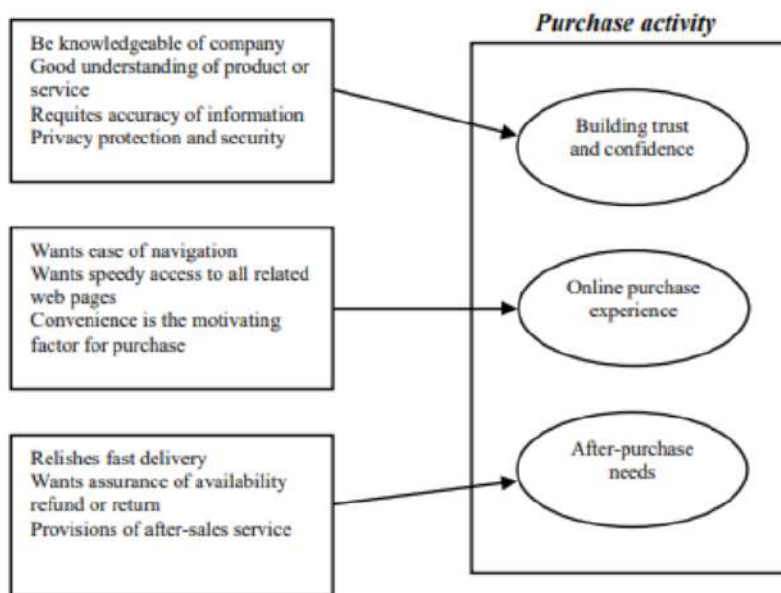 Purchase activity
Be knowledgeable of company
Good understanding of product or
service
Requites accuracy of information
Privacy protection and security
Building trust
and confidence
Wants ease of navigation
Wants speedy access to all related
web pages
Convenience is the motivating
factor for purchase
Online purchase
experience
Relishes fast delivery
Wants assurance of availability
refund or return
Provisions of after-sales service
After-purchase
needs